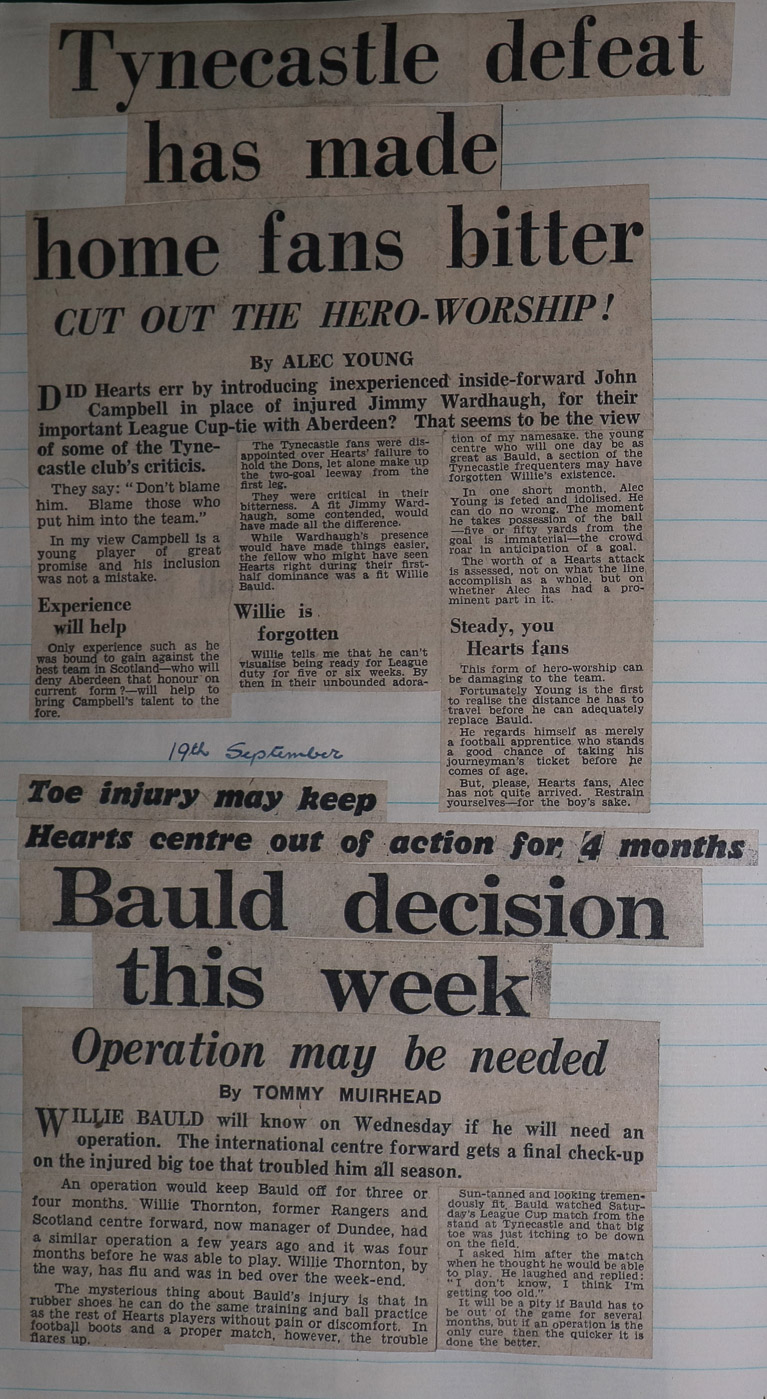 Tynecastle defeat
has made
home fans bitter
CUT OUT THE HERO-WORSHIP!
By ALEC YOUNG
DID Hearts err by introducing inexperienced inside-forward John
Campbell in place of injured Jimmy Wardhaugh, for their
important League Cup-tie with Aberdeen? That seems to be the view
of some of the Tyne-
castle club's criticis.
They say: "Don't blame
him. Blame those who
put him into the team."
In my view Campbell is a
young player of great
promise and his inclusion
was not a mistake.
Experience
will help
Only experience such as he
was bound to gain against the
best team in Scotland—who will
deny Aberdeen that honour on
current form?—will help to
bring Campbell's talent to the
fore.
The Tynecastle fans were dis-
appointed over Hearts' failure to
hold the Dons, let alone make up
the two-goal leeway from the
first leg.
They were critical in their
bitterness. A fit Jimmy Ward-
haugh, some contended, would
have made all the difference.
While Wardhaugh's presence
would have made things easier,
the fellow who might have seen
Hearts right during their first-
half dominance was a fit Willie
Bauld.
Willie is
forgotten
Willie tells me that he can't
visualise being ready for League
duty for five or six weeks. By
then in their unbounded adora-
tion of my namesake, the young
centre who will one day be as
great as Bauld, a section of the
Tynecastle frequenters may have
forgotten Willie's existence.
In one short month, Alec
Young is feted and idolised. He
can do no wrong. The moment
he takes possession of the ball
—five or fifty yards from the
goal is immaterial—the crowd
roar in anticipation of a goal.
The worth of a Hearts attack
is assessed, not on what the line
accomplish as a whole, but on
whether Alec has had a pro-
minent part in it.
Steady, you
Hearts fans
This form of hero-worship can
be damaging to the team.
Fortunately Young is the first
to realise the distance he has to
travel before he can adequately
replace Bauld.
He regards himself as merely
a football apprentice who stands
a good chance of taking his
journeyman's ticket before he
comes of age.
But, please, Hearts fans, Alec
has not quite arrived. Restrain
yourselves—for the boy's sake.
19th September
Toe injury may keep
Hearts centre out of action for 4 months
Bauld decision
this week
Operation may be needed
By TOMMY MUIRHEAD
WILLIE BAULD will know on Wednesday if he will need an
operation. The international centre forward gets a final check-up
on the injured big toe that troubled him all season.
An operation would keep Bauld off for three or
four months. Willie Thornton, former Rangers and
Scotland centre forward, now manager of Dundee, had
a similar operation a few years ago and it was four
months before he was able to play. Willie Thornton, by
the way, has flu and was in bed over the week-end.
The mysterious thing about Bauld's injury is that in
rubber shoes he can do the same training and ball practice
as the rest of Hearts players without pain or discomfort. In
football boots and a proper match, however, the trouble
flares up.
Sun-tanned and looking tremen-
dously fit, Bauld watched Satur-
day's League Cup match from the
stand at Tynecastle and that big
toe was just itching to be down
on the field.
I asked him after the match
when he thought he would be able
to play. He laughed and replied:
"I don't know, I think I'm
getting too old."
It will be a pity if Bauld has to
be out of the game for several
months, but if an operation is the
only cure then the quicker it is
done the better.